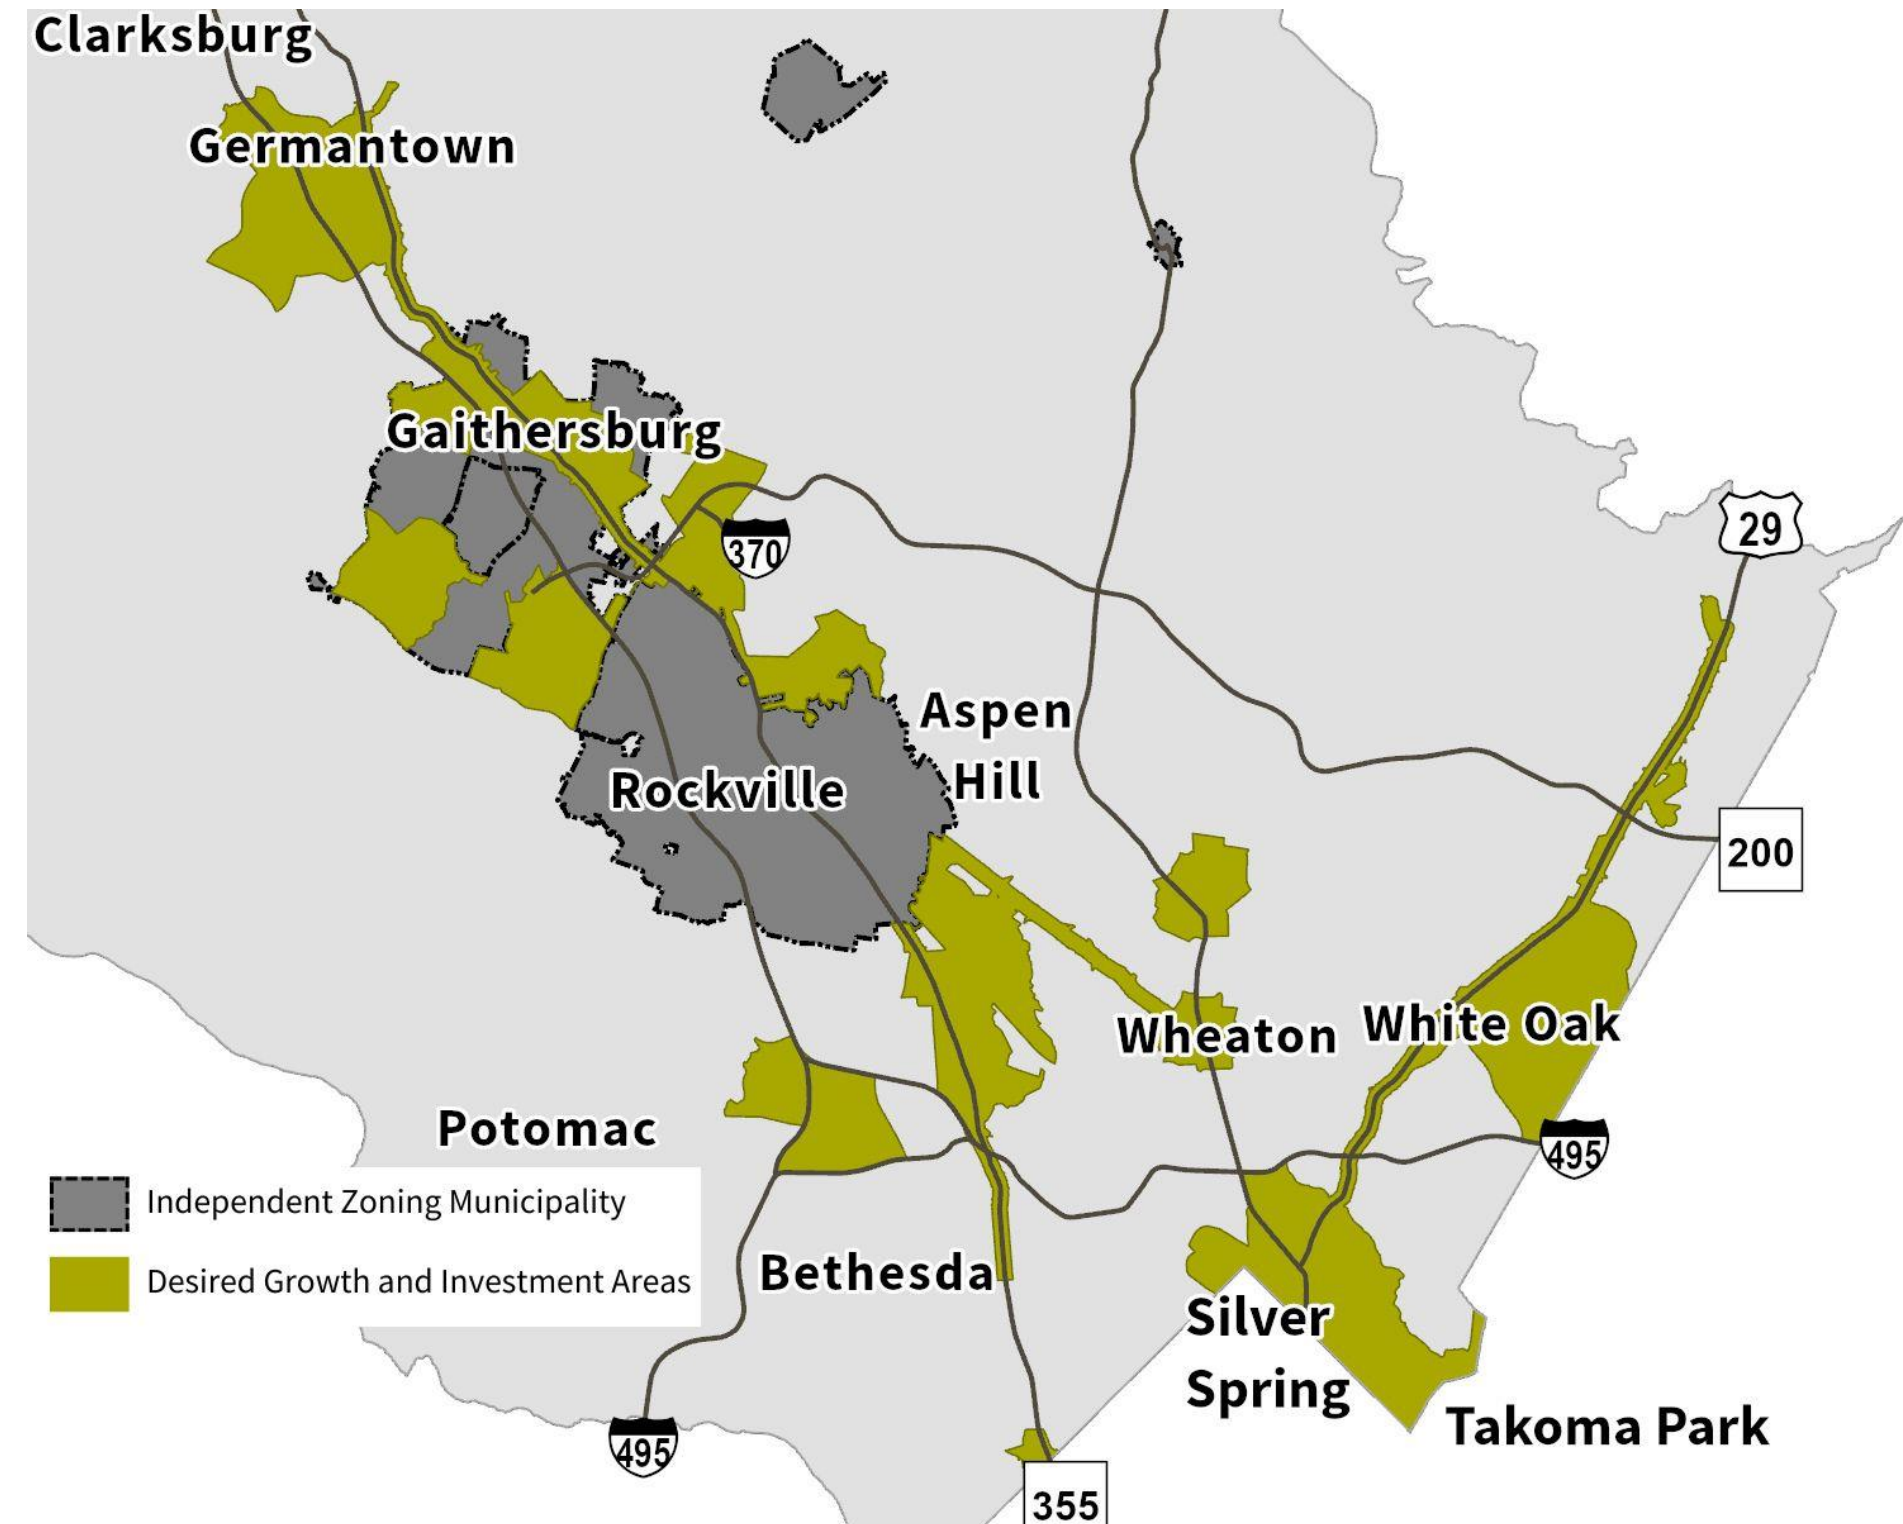 Clarksburg
Germantown
Gaithersburg
370
29
Aspen
Hill
Rockville
200
Wheaton
White Oak
Potomac
495
Independent Zoning Municipality
Desired Growth and Investment Areas
Bethesda
Silver
Spring
Takoma Park
495
355